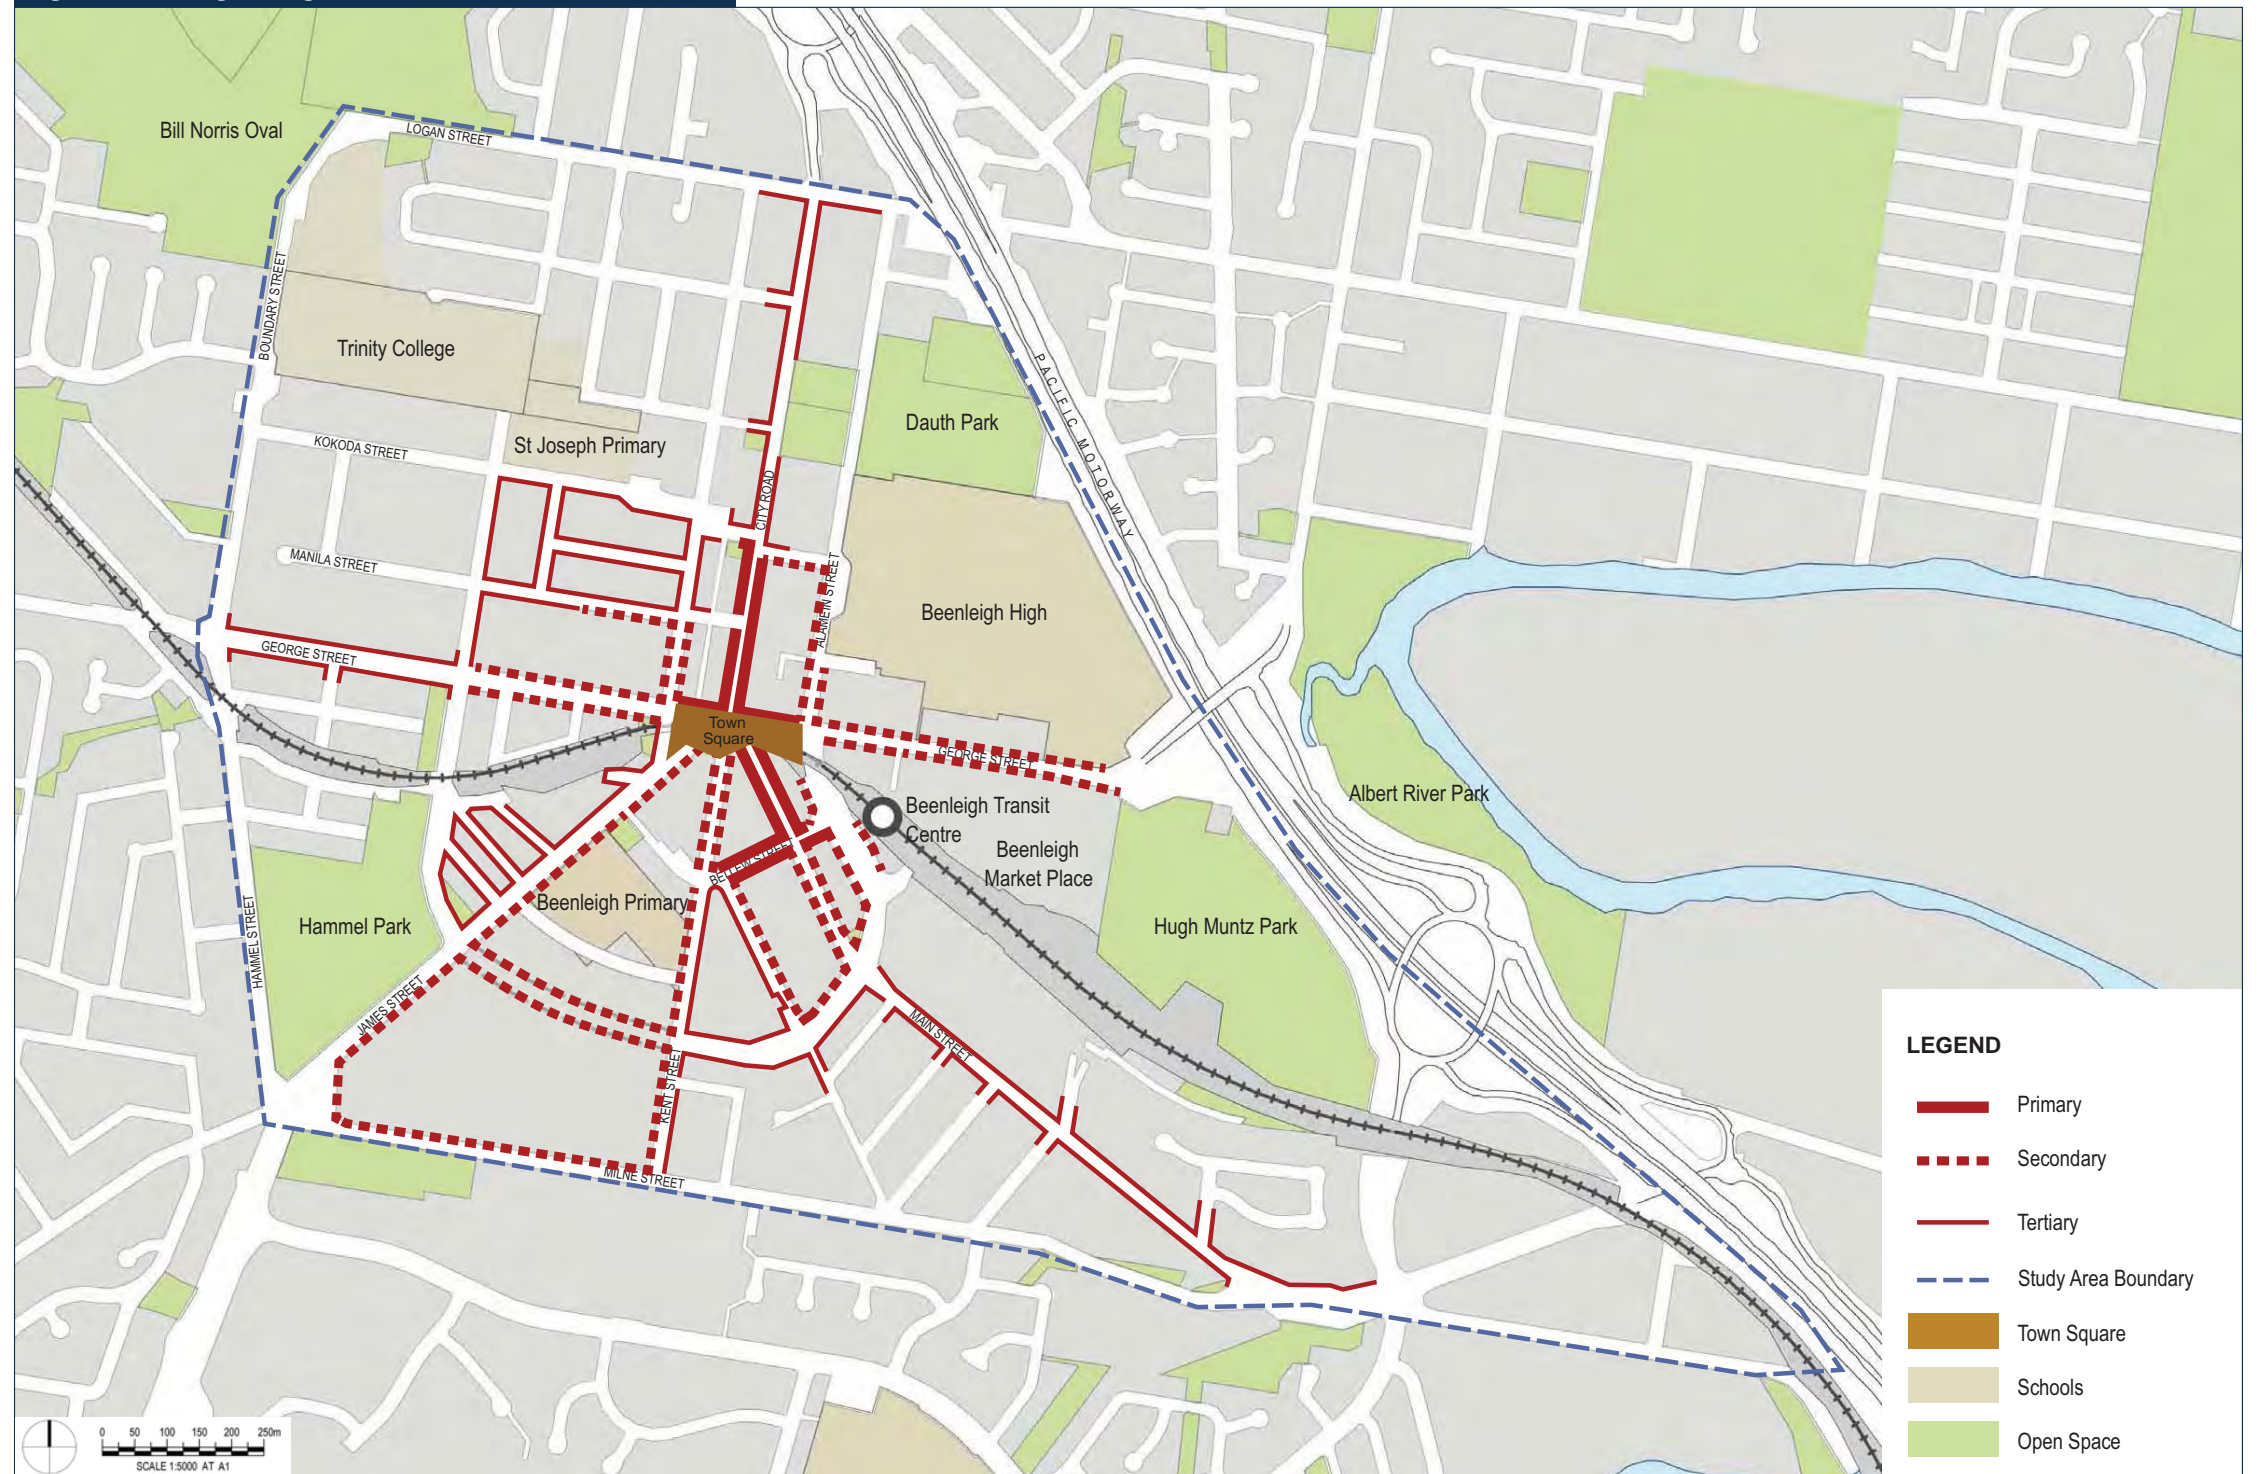 Bill Norris Oval
LOGAN STREET
BOUNDARY STREET
Trinity College
PACIFIC MOTORWAY
Dauth Park
KOKODA STREET
St Joseph Primary
CITY ROAD
MANILA STREET
ALAMEIN STREET
Beenleigh High
GEORGE STREET
Town
Square
GEORGE STREET
Albert River Park
Beenleigh Transit
Centre
Beenleigh
Market Place
BELLEW STREET
Beenleigh Primary
Hammel Park
Hugh Muntz Park
HAMMEL STREET
JAMES STREET
MAIN STREET
KENT STREET
MILNE STREET
LEGEND
Primary
Secondary
Tertiary
Study Area Boundary
Town Square
Schools
Open Space
0 50 100 150 200 250m
SCALE 1:5000 AT A1